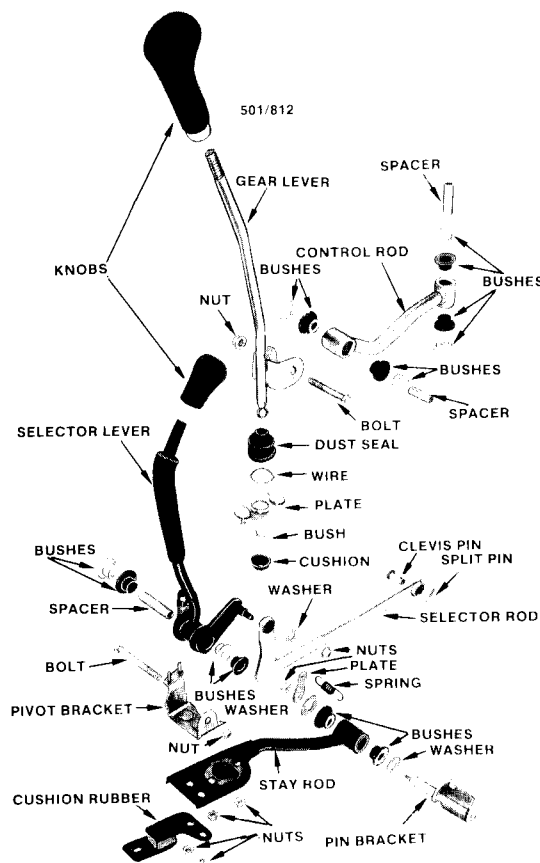 501/812
GEAR LEVER
SPACER
KNOBS
CONTROL ROD
BUSHES
BUSHES
NUT
BUSHES
SPACER
BOLT
SELECTOR LEVER
DUST SEAL
WIRE
PLATE
BUSH
CUSHION
BUSHES
CLEVIS PIN
SPLIT PIN
WASHER
SPACER
SELECTOR ROD
BOLT
NUTS
PLATE
SPRING
BUSHES
WASHER
PIVOT BRACKET
BUSHES
WASHER
NUT
STAY ROD
CUSHION RUBBER
NUTS
PIN BRACKET